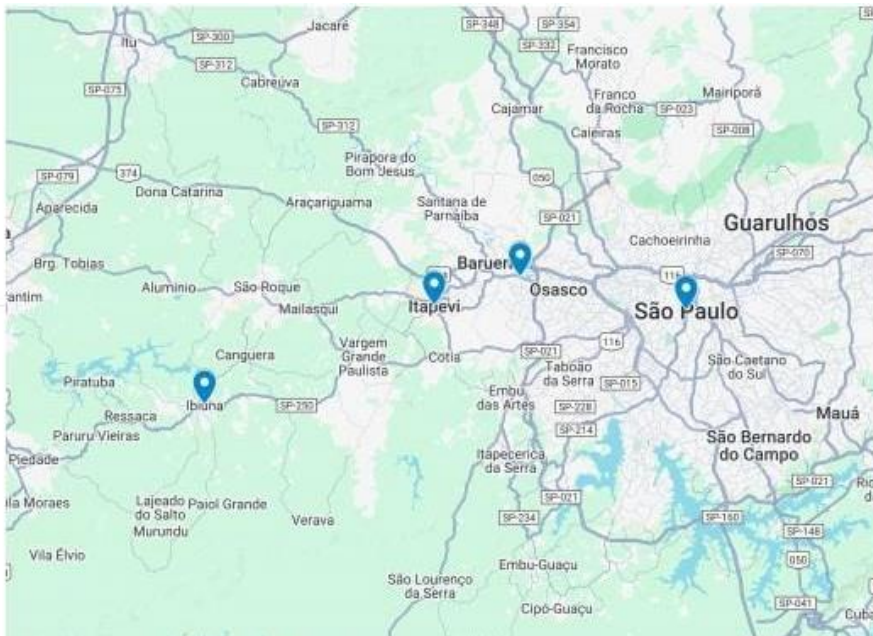 SP-348
SP-354
Jacaré
Itu
SP-300
SP-332
Francisco
Morato
SP-312
Cabreúva
SP-075
Franco
da Rocha
Mairiporã
SP-023
Cajamar
SP-312
Caieiras
SP-008
Pirapora do
Bom Jesus
SP-079
374
050
Dona Catarina
Aparecida
Araçariguama
Santana de
Parnaíba
SP-021
Guarulhos
Cachoeirinha
SP-070
Brg. Tobias
Baruer
116
Alumínio
São Roque
Osasco
Mailasqui
Itapevi
São Paulo
Canguera
Vargem
Grande
Paulista
Cotia
SP-021
116
São Caetano
do Sul
Taboão
da Serra
SP-015
Piratuba
Embu
das Artes
Ibiúna
SP-250
SP-228
Ressaca
Mauá
SP-214
Paruru Vieiras
São Bernardo
do Campo
Piedade
Itapecerica
da Serra
SP-021
SP-021
Lajeado
do Salto
Paiol Grande
Murundu
Verava
SP-234
SP-160
SP-148
Vila Élvio
Embu-Guaçu
050
São Lourenço
da Serra
Cipó-Guaçu
SP-041